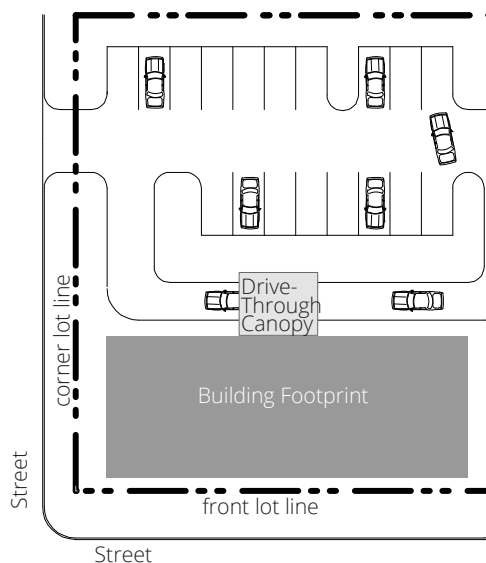 Drive-
Through
Canopy
corner lot line
Building Footprint
Street
front lot line
Street